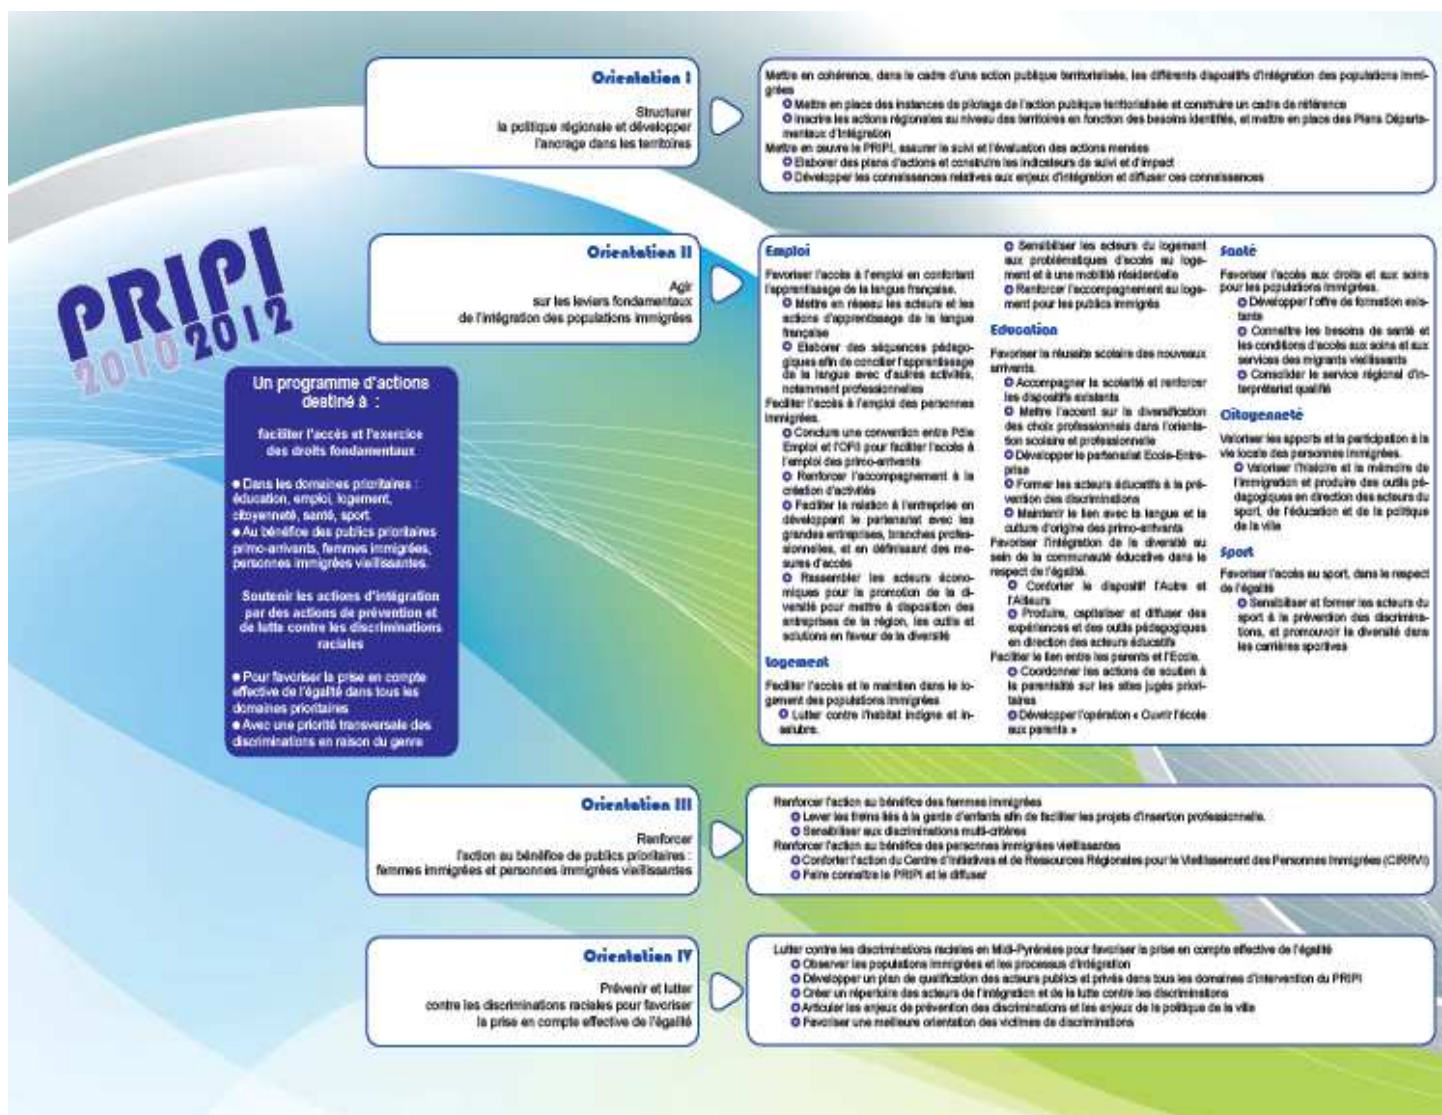 PRIPI
2010 2012
Un programme d'actions
destiné à :
faciliter l'accès et l'exercice
des droits fondamentaux
● Dans les domaines prioritaires :
éducation, emploi, logement,
citoyenneté, santé, sport.
● Au bénéfice des publics prioritaires
primo-arrivants, femmes immigrées,
personnes immigrées vieillissantes.
Soutenir les actions d'intégration
par des actions de prévention et
de lutte contre les discriminations
raciales
● Pour favoriser la prise en compte
effective de l'égalité dans tous les
domaines prioritaires
● Avec une priorité transversale des
discriminations en raison du genre
Orientation I
Structurer
la politique régionale et développer
l'ancrage dans les territoires
Mettre en cohérence, dans le cadre d'une action publique territorialisée, les différents dispositifs d'intégration des populations immi-
grées
Mettre en place des instances de pilotage de l'action publique territorialisée et construire un cadre de référence
Inscrire les actions régionales au niveau des territoires en fonction des besoins identifiés, et mettre en place des Plans Départe-
mentaux d'Intégration
Mettre en œuvre le PRIPI, assurer le suivi et l'évaluation des actions menées
Elaborer des plans d'actions et construire les indicateurs de suivi et d'impact
Développer les connaissances relatives aux enjeux d'intégration et diffuser ces connaissances
Orientation II
Agir
sur les leviers fondamentaux
de l'intégration des populations immigrées
Emploi
Favoriser l'accès à l'emploi en confortant
l'apprentissage de la langue française.
Mettre en réseau les acteurs et les
actions d'apprentissage de la langue
française
Elaborer des séquences pédago-
giques afin de concilier l'apprentissage
de la langue avec d'autres activités,
notamment professionnelles
Faciliter l'accès à l'emploi des personnes
immigrées.
Conclure une convention entre Pôle
Emploi et l'OFII pour faciliter l'accès à
l'emploi des primo-arrivants
Renforcer l'accompagnement à la
création d'activités
Faciliter la relation à l'entreprise en
développant le partenariat avec les
grandes entreprises, branches profes-
sionnelles, et en définissant des me-
sures d'accès
Rassembler les acteurs écono-
miques pour la promotion de la di-
versité pour mettre à disposition des
entreprises de la région, les outils et
solutions en faveur de la diversité
Logement
Faciliter l'accès et le maintien dans le lo-
gement des populations immigrées
Lutter contre l'habitat indigne et in-
salubre.
Sensibiliser les acteurs du logement
aux problématiques d'accès au loge-
ment et à une mobilité résidentielle
Renforcer l'accompagnement au loge-
ment pour les publics immigrés
Education
Favoriser la réussite scolaire des nouveaux
arrivants.
Accompagner la scolarité et renforcer
les dispositifs existants
Mettre l'accent sur la diversification
des choix professionnels dans l'orienta-
tion scolaire et professionnelle
Développer le partenariat Ecole-Entre-
prise
Former les acteurs éducatifs à la pré-
vention des discriminations
Maintenir le lien avec la langue et la
culture d'origine des primo-arrivants
Favoriser l'intégration de la diversité au
sein de la communauté éducative dans le
respect de l'égalité.
Conforter le dispositif l'Autre et
l'Ailleurs
Produire, capitaliser et diffuser des
expériences et des outils pédagogiques
en direction des acteurs éducatifs
Faciliter le lien entre les parents et l'Ecole.
Coordonner les actions de soutien à
la parentalité sur les sites jugés priori-
taires
Développer l'opération « Ouvrir l'école
aux parents »
Santé
Favoriser l'accès aux droits et aux soins
pour les populations immigrées.
Développer l'offre de formation exis-
tante
Connaître les besoins de santé et
les conditions d'accès aux soins et aux
services des migrants vieillissants
Consolider le service régional d'in-
terprétariat qualifié
Citoyenneté
Valoriser les apports et la participation à la
vie locale des personnes immigrées.
Valoriser l'histoire et la mémoire de
l'immigration et produire des outils pé-
dagogiques en direction des acteurs du
sport, de l'éducation et de la politique
de la ville
Sport
Favoriser l'accès au sport, dans le respect
de l'égalité
Sensibiliser et former les acteurs du
sport à la prévention des discrimina-
tions, et promouvoir la diversité dans
les carrières sportives
Orientation III
Renforcer
l'action au bénéfice de publics prioritaires :
femmes immigrées et personnes immigrées vieillissantes
Renforcer l'action au bénéfice des femmes immigrées
Lever les freins liés à la garde d'enfants afin de faciliter les projets d'insertion professionnelle.
Sensibiliser aux discriminations multi-critères
Renforcer l'action au bénéfice des personnes immigrées vieillissantes
Conforter l'action du Centre d'Initiatives et de Ressources Régionales pour le Vieillissement des Personnes Immigrées (CIRRVI)
Faire connaître le PRIPI et le diffuser
Orientation IV
Prévenir et lutter
contre les discriminations raciales pour favoriser
la prise en compte effective de l'égalité
Lutter contre les discriminations raciales en Midi-Pyrénées pour favoriser la prise en compte effective de l'égalité
Observer les populations immigrées et les processus d'intégration
Développer un plan de qualification des acteurs publics et privés dans tous les domaines d'intervention du PRIPI
Créer un répertoire des acteurs de l'intégration et de la lutte contre les discriminations
Articuler les enjeux de prévention des discriminations et les enjeux de la politique de la ville
Favoriser une meilleure orientation des victimes de discriminations